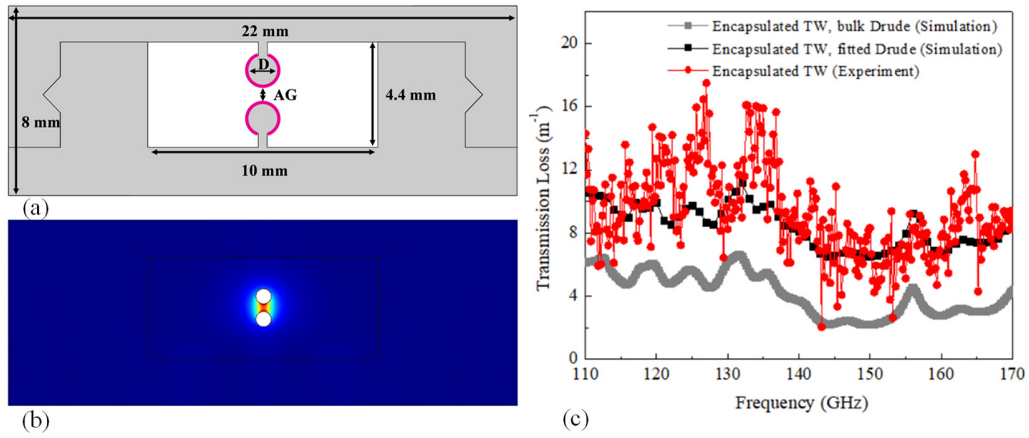 22 mm
D
AG
4.4 mm
8 mm
10 mm
(a)
(b)
Encapsulated TW, bulk Drude (Simulation)
Encapsulated TW, fitted Drude (Simulation)
Encapsulated TW (Experiment)
Transmission Loss (m⁻¹)
20
16
12
8
4
0
110 120 130 140 150 160 170
Frequency (GHz)
(c)